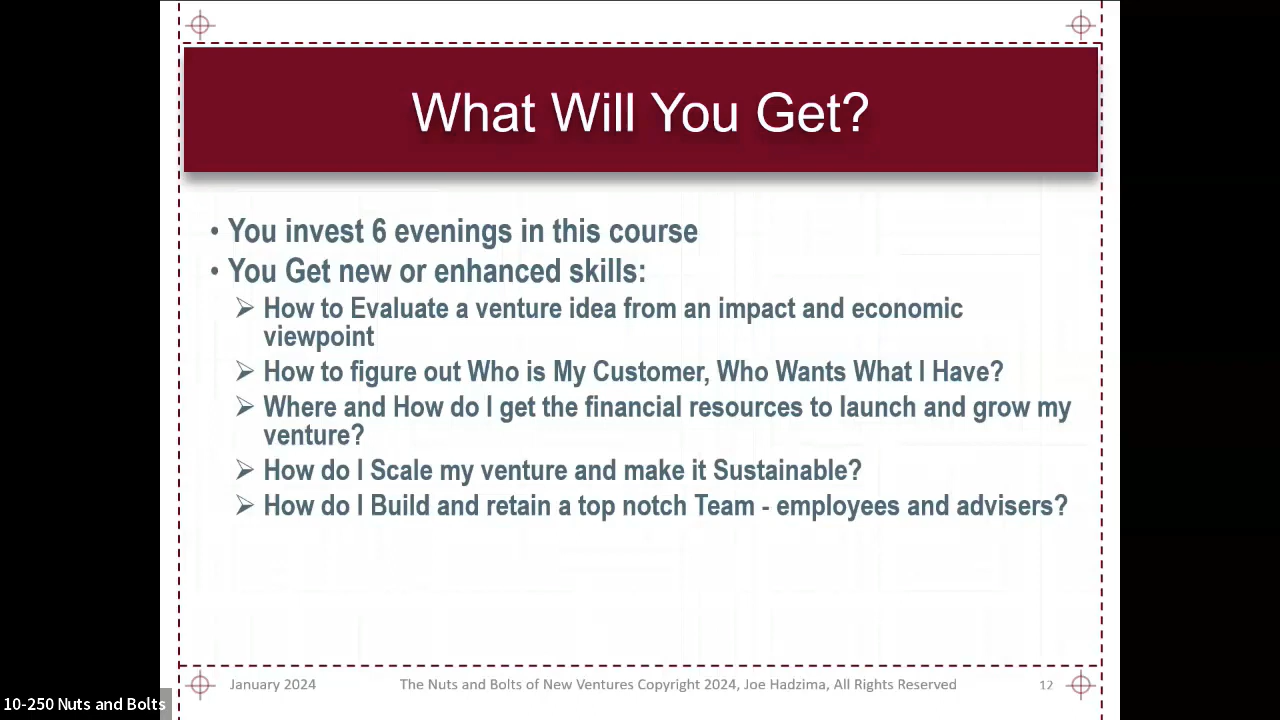 What Will You Get?
• You invest 6 evenings in this course
• You Get new or enhanced skills:
➢ How to Evaluate a venture idea from an impact and economic
viewpoint
➢ How to figure out Who is My Customer, Who Wants What I Have?
➢ Where and How do I get the financial resources to launch and grow my
venture?
➢ How do I Scale my venture and make it Sustainable?
➢ How do I Build and retain a top notch Team - employees and advisers?
January 2024 The Nuts and Bolts of New Ventures Copyright 2024, Joe Hadzima, All Rights Reserved 12
10-250 Nuts and Bolts